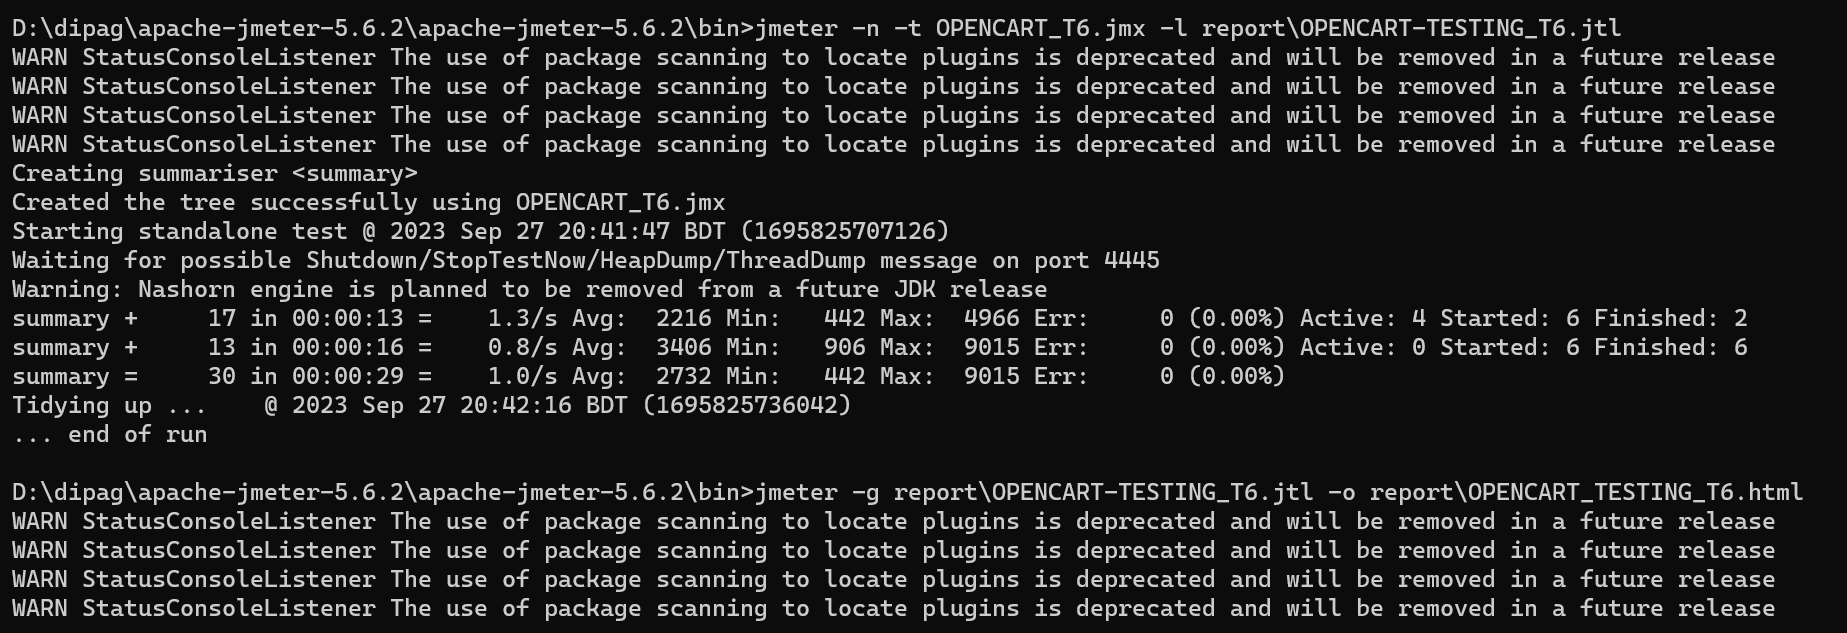 D:\dipag\apache-jmeter-5.6.2\apache-jmeter-5.6.2\bin>jmeter -n -t OPENCART_T6.jmx -l report\OPENCART-TESTING_T6.jtl
WARN StatusConsoleListener The use of package scanning to locate plugins is deprecated and will be removed in a future release
WARN StatusConsoleListener The use of package scanning to locate plugins is deprecated and will be removed in a future release
WARN StatusConsoleListener The use of package scanning to locate plugins is deprecated and will be removed in a future release
WARN StatusConsoleListener The use of package scanning to locate plugins is deprecated and will be removed in a future release
Creating summariser <summary>
Created the tree successfully using OPENCART_T6.jmx
Starting standalone test @ 2023 Sep 27 20:41:47 BDT (1695825707126)
Waiting for possible Shutdown/StopTestNow/HeapDump/ThreadDump message on port 4445
Warning: Nashorn engine is planned to be removed from a future JDK release
summary +     17 in 00:00:13 =    1.3/s Avg:  2216 Min:   442 Max:  4966 Err:     0 (0.00%) Active: 4 Started: 6 Finished: 2
summary +     13 in 00:00:16 =    0.8/s Avg:  3406 Min:   906 Max:  9015 Err:     0 (0.00%) Active: 0 Started: 6 Finished: 6
summary =     30 in 00:00:29 =    1.0/s Avg:  2732 Min:   442 Max:  9015 Err:     0 (0.00%)
Tidying up ...    @ 2023 Sep 27 20:42:16 BDT (1695825736042)
... end of run
D:\dipag\apache-jmeter-5.6.2\apache-jmeter-5.6.2\bin>jmeter -g report\OPENCART-TESTING_T6.jtl -o report\OPENCART_TESTING_T6.html
WARN StatusConsoleListener The use of package scanning to locate plugins is deprecated and will be removed in a future release
WARN StatusConsoleListener The use of package scanning to locate plugins is deprecated and will be removed in a future release
WARN StatusConsoleListener The use of package scanning to locate plugins is deprecated and will be removed in a future release
WARN StatusConsoleListener The use of package scanning to locate plugins is deprecated and will be removed in a future release